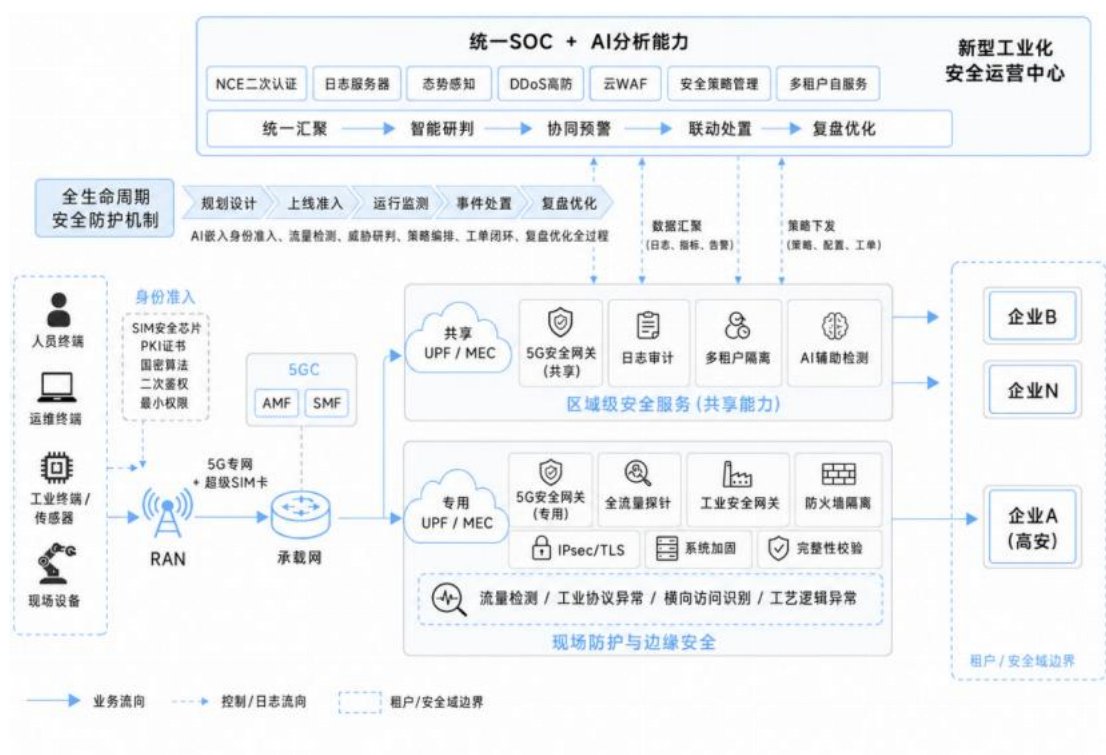 统一SOC + AI分析能力
新型工业化
安全运营中心
NCE二次认证
日志服务器
态势感知
DDoS高防
云WAF
安全策略管理
多租户自服务
统一汇聚
智能研判
协同预警
联动处置
复盘优化
全生命周期
安全防护机制
规划设计
上线准入
运行监测
事件处置
复盘优化
AI嵌入身份准入、流量检测、威胁研判、策略编排、工单闭环、复盘优化全过程
数据汇聚
(日志、指标、告警)
策略下发
(策略、配置、工单)
人员终端
运维终端
工业终端/
传感器
现场设备
身份准入
SIM安全芯片
PKI证书
国密算法
二次鉴权
最小权限
5GC
AMF
SMF
5G专网
+ 超级SIM卡
RAN
承载网
共享
UPF / MEC
5G安全网关
(共享)
日志审计
多租户隔离
AI辅助检测
区域级安全服务 (共享能力)
专用
UPF / MEC
5G安全网关
(专用)
全流量探针
工业安全网关
防火墙隔离
IPsec/TLS
系统加固
完整性校验
流量检测 / 工业协议异常 / 横向访问识别 / 工艺逻辑异常
现场防护与边缘安全
企业B
企业N
企业A
(高安)
租户 / 安全域边界
业务流向
控制/日志流向
租户/安全域边界